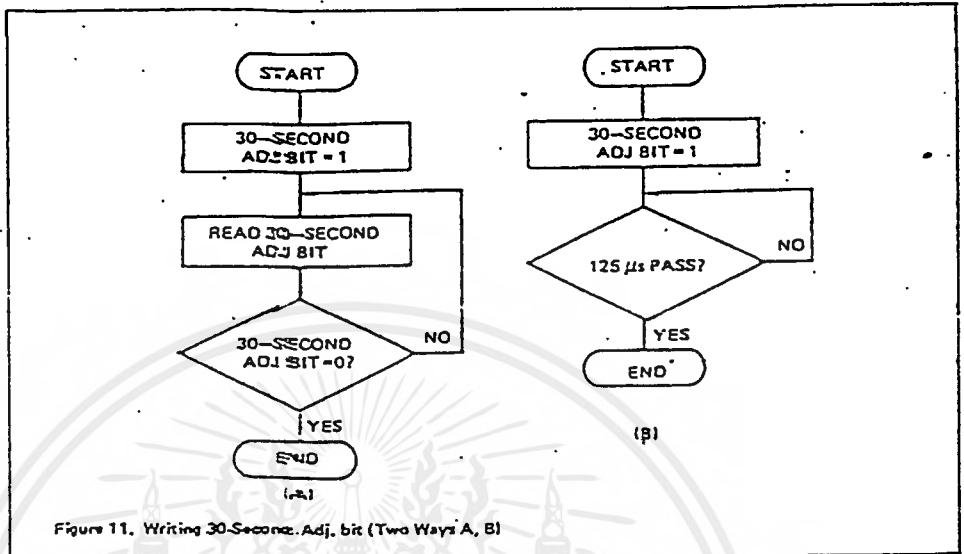 START
30-SECOND
ADJ BIT = 1
READ 30-SECOND
ADJ BIT
30-SECOND
ADJ BIT = 0?
NO
YES
END
(A)
START
30-SECOND
ADJ BIT = 1
125 μs PASS?
NO
YES
END
(B)
Figure 11. Writing 30-Second. Adj. bit (Two Ways A, B)